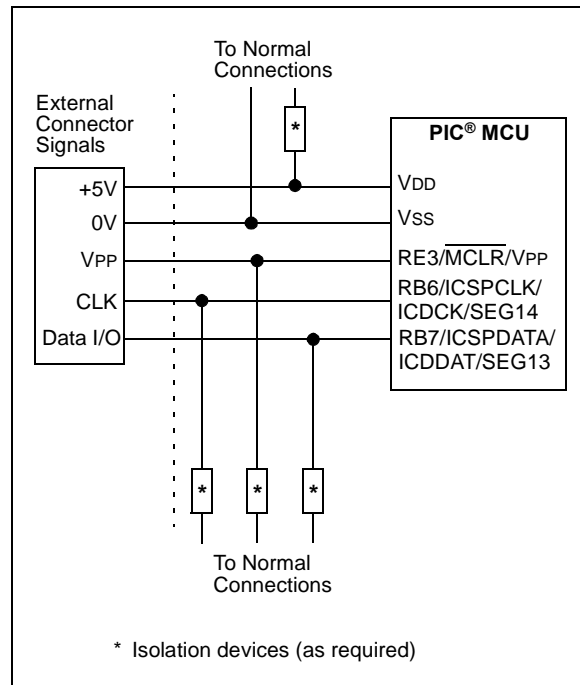 To Normal
Connections
External
Connector
Signals
*
PIC® MCU
+5V
VDD
0V
VSS
VPP
RE3/MCLR/VPP
CLK
RB6/ICSPCLK/
ICDCK/SEG14
Data I/O
RB7/ICSPDATA/
ICDDAT/SEG13
* * *
To Normal
Connections
* Isolation devices (as required)